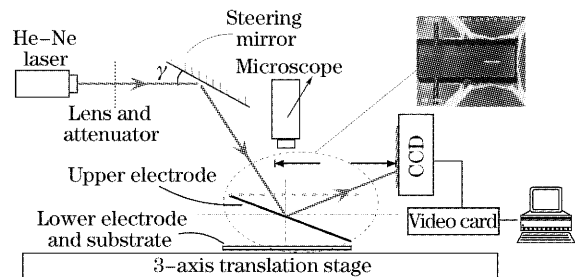 Steering
mirror
He-Ne
laser
γ
Microscope
Lens and
attenuator
CCD
Upper electrode
Lower electrode
and substrate
Video card
3-axis translation stage